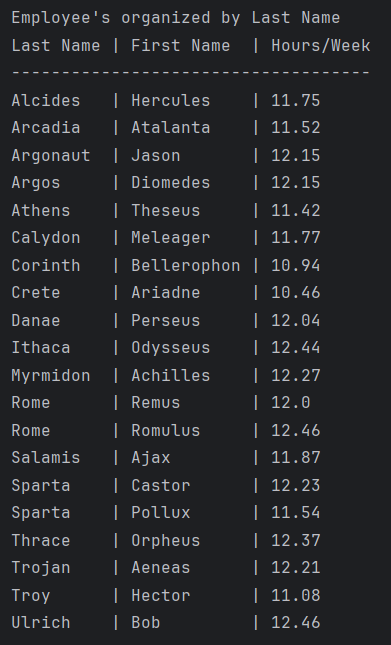 Employee's organized by Last Name
Last Name | First Name  | Hours/Week
------------------------------------
Alcides   | Hercules    | 11.75
Arcadia   | Atalanta    | 11.52
Argonaut  | Jason       | 12.15
Argos     | Diomedes    | 12.15
Athens    | Theseus     | 11.42
Calydon   | Meleager    | 11.77
Corinth   | Bellerophon | 10.94
Crete     | Ariadne     | 10.46
Danae     | Perseus     | 12.04
Ithaca    | Odysseus    | 12.44
Myrmidon  | Achilles    | 12.27
Rome      | Remus       | 12.0
Rome      | Romulus     | 12.46
Salamis   | Ajax        | 11.87
Sparta    | Castor      | 12.23
Sparta    | Pollux      | 11.54
Thrace    | Orpheus     | 12.37
Trojan    | Aeneas      | 12.21
Troy      | Hector      | 11.08
Ulrich    | Bob         | 12.46